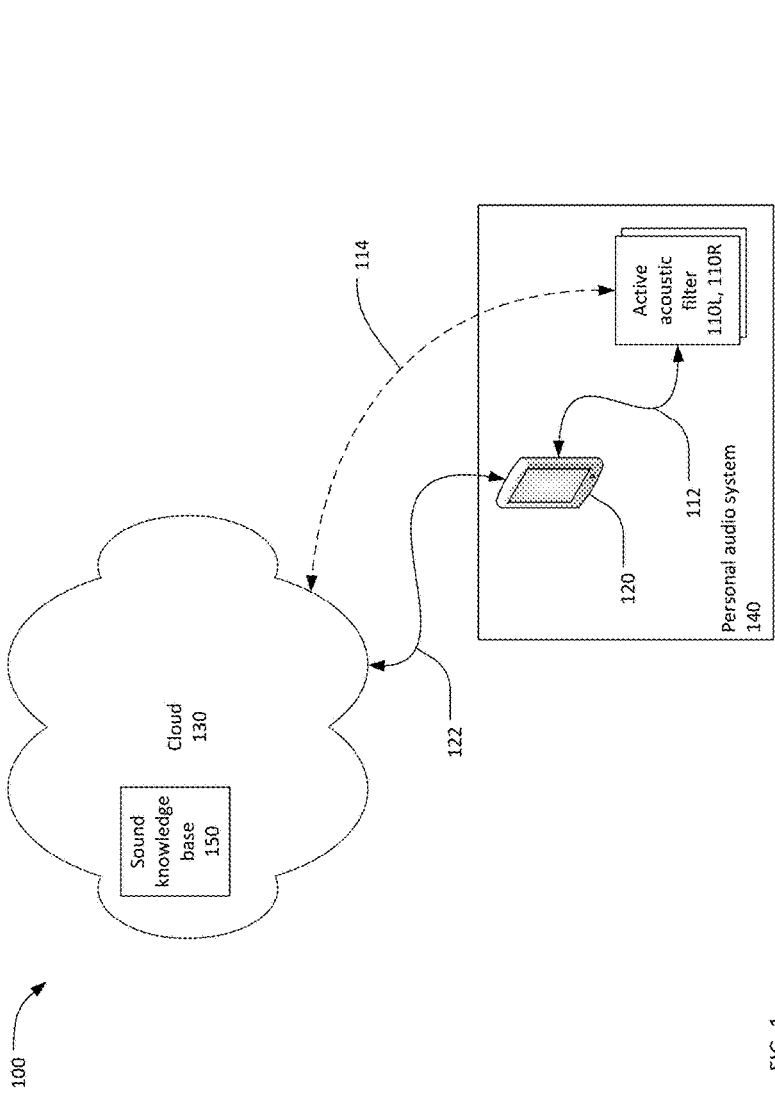 100
Sound
knowledge
base
150
Cloud
130
114
122
Active
acoustic
filter
110L, 110R
120
112
Personal audio system
140
FIG.